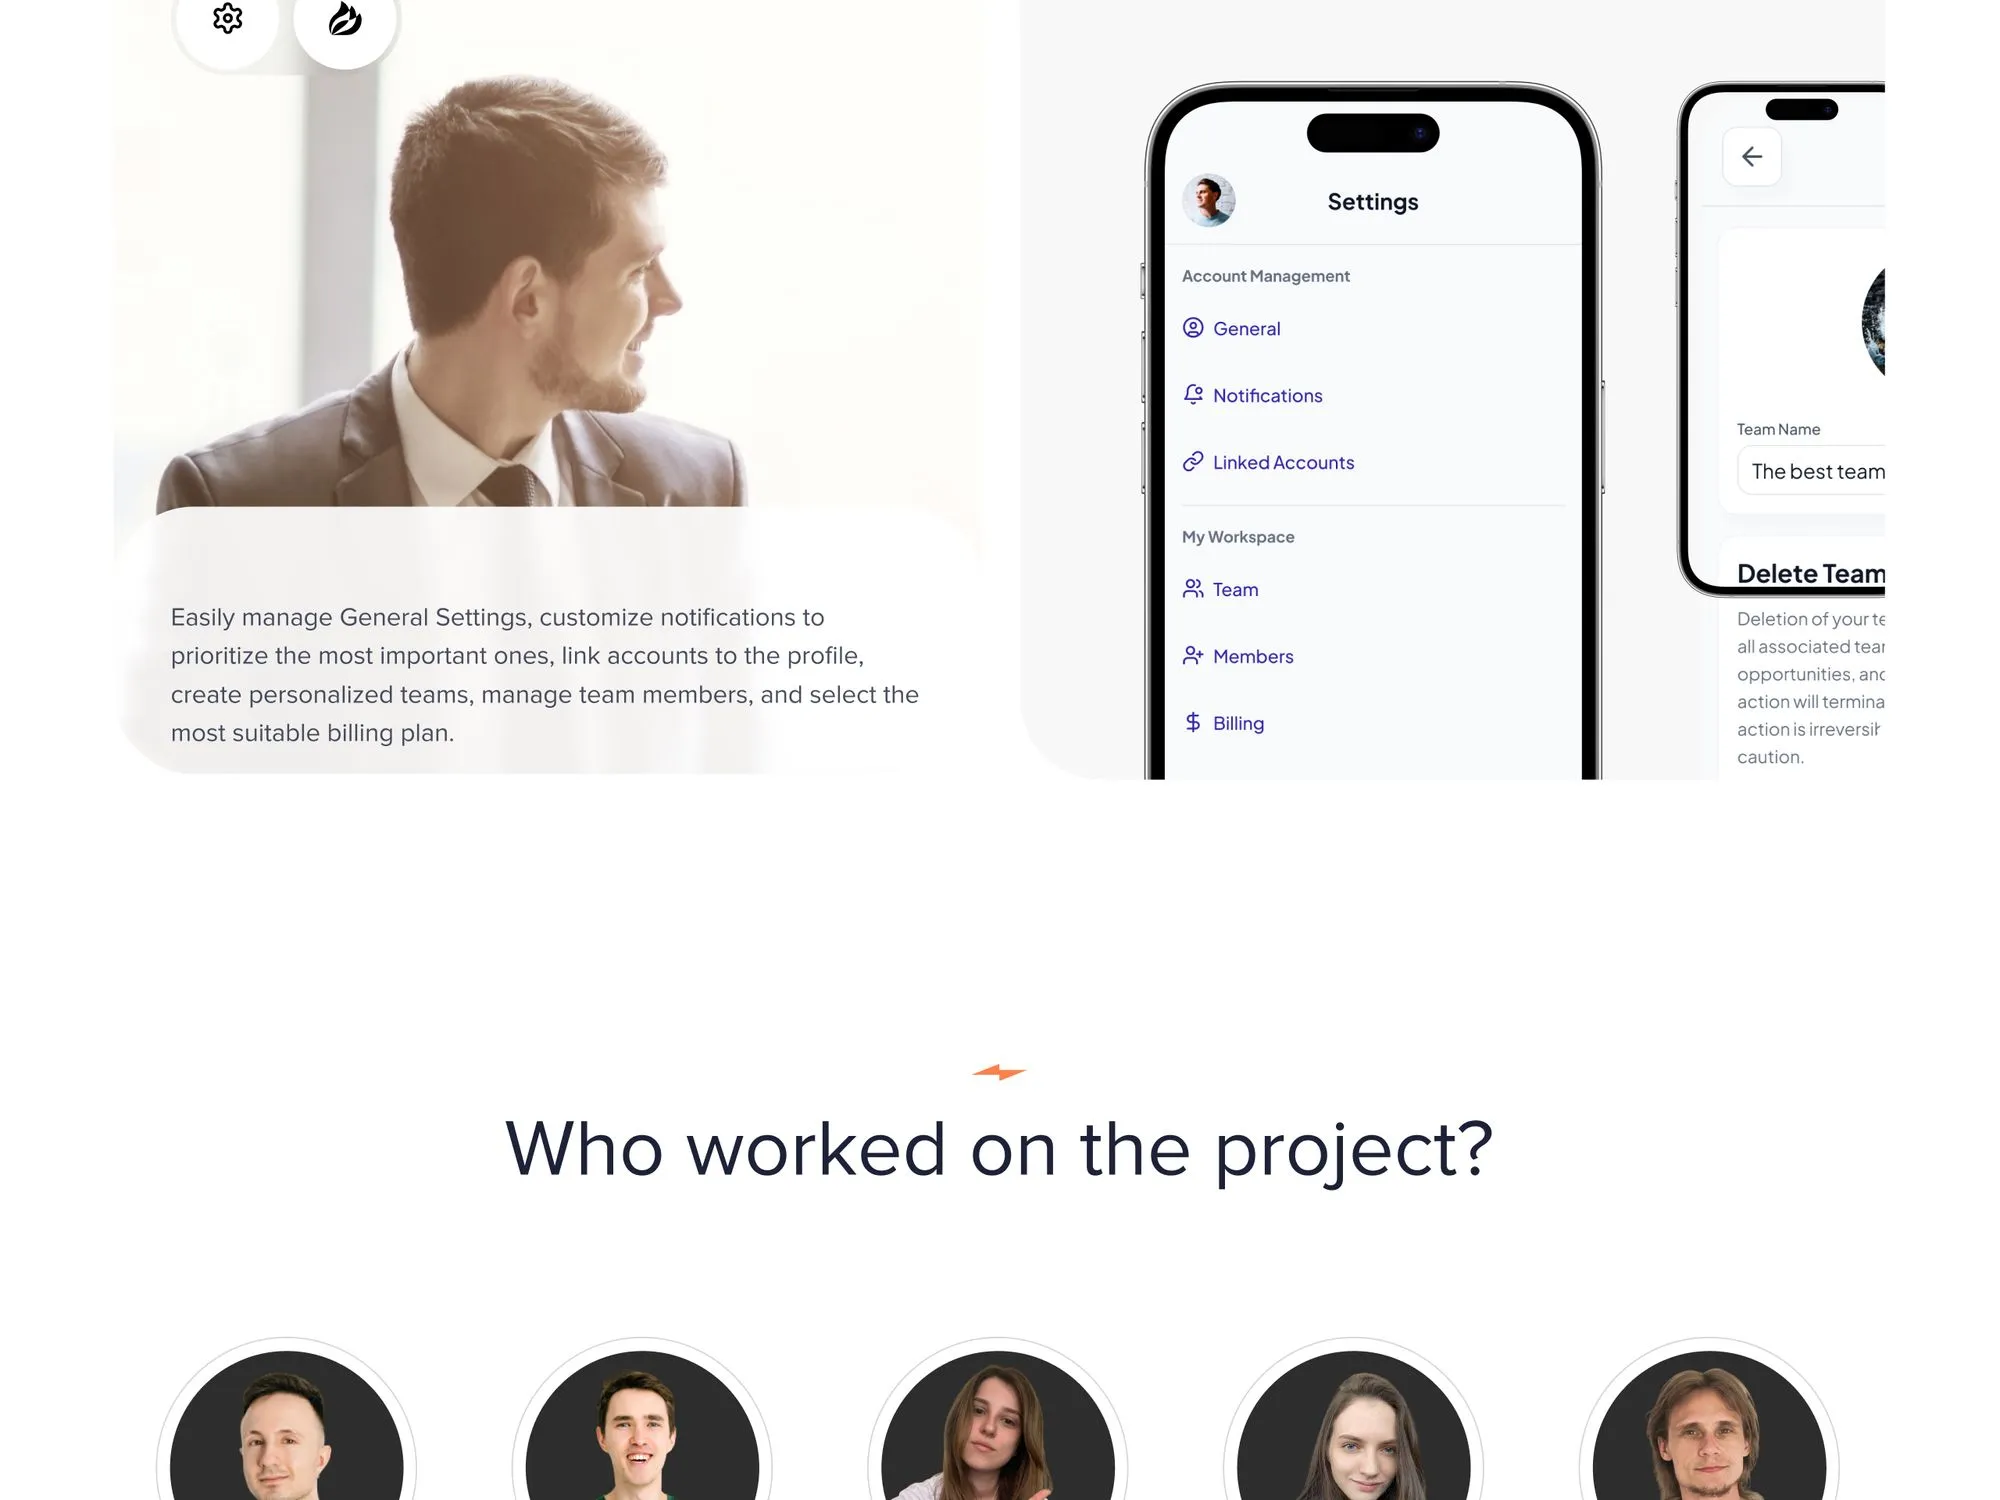 Easily manage General Settings, customize notifications to
prioritize the most important ones, link accounts to the profile,
create personalized teams, manage team members, and select the
most suitable billing plan.
Settings
Account Management
General
Notifications
Linked Accounts
My Workspace
Team
Members
Billing
Team Name
The best team
Delete Team
Deletion of your te
all associated tear
opportunities, and
action will termina
action is irreversib
caution.
Who worked on the project?